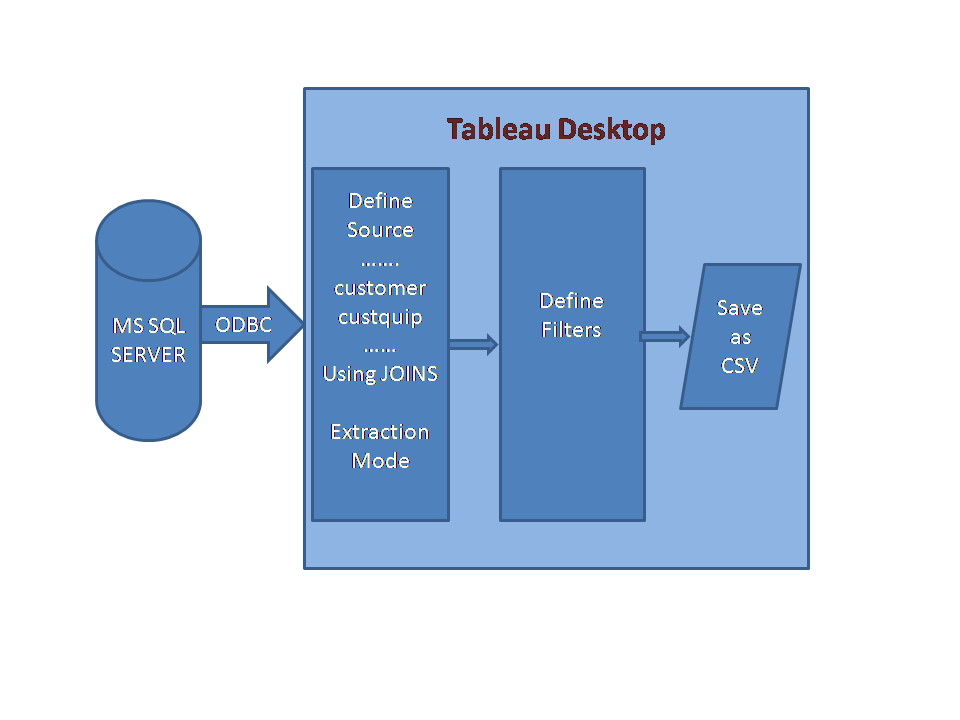 Tableau Desktop
MS SQL
SERVER
ODBC
Define
Source
.......
customer
custquip
......
Using JOINS
Extraction
Mode
Define
Filters
Save
as
CSV